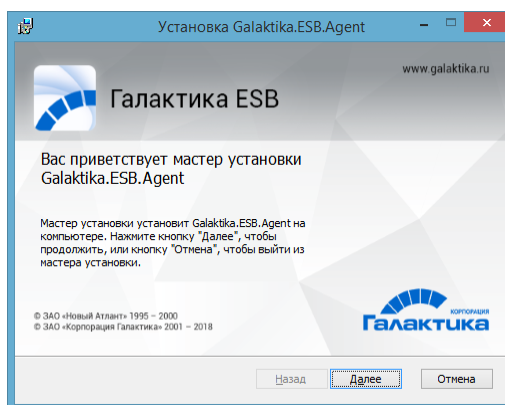 Установка Galaktika.ESB.Agent
www.galaktika.ru
Галактика ESB
Вас приветствует мастер установки
Galaktika.ESB.Agent
Мастер установки установит Galaktika.ESB.Agent на
компьютере. Нажмите кнопку "Далее", чтобы
продолжить, или кнопку "Отмена", чтобы выйти из
мастера установки.
© ЗАО «Новый Атлант» 1995 – 2000
© ЗАО «Корпорация Галактика» 2001 – 2018
КОРПОРАЦИЯ
Галактика
Назад
Далее
Отмена